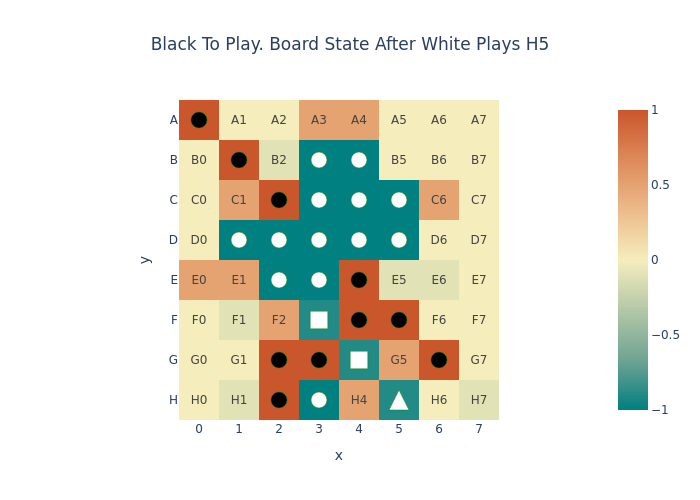 Black To Play. Board State After White Plays H5
A A1 A2 A3 A4 A5 A6 A7
B B0 B2 B5 B6 B7
C C0 C1 C6 C7
D D0 D6 D7
E E0 E1 E5 E6 E7
F F0 F1 F2 F6 F7
G G0 G1 G5 G7
H H0 H1 H4 H6 H7
0 1 2 3 4 5 6 7
x
y
1
0.5
0
−0.5
−1